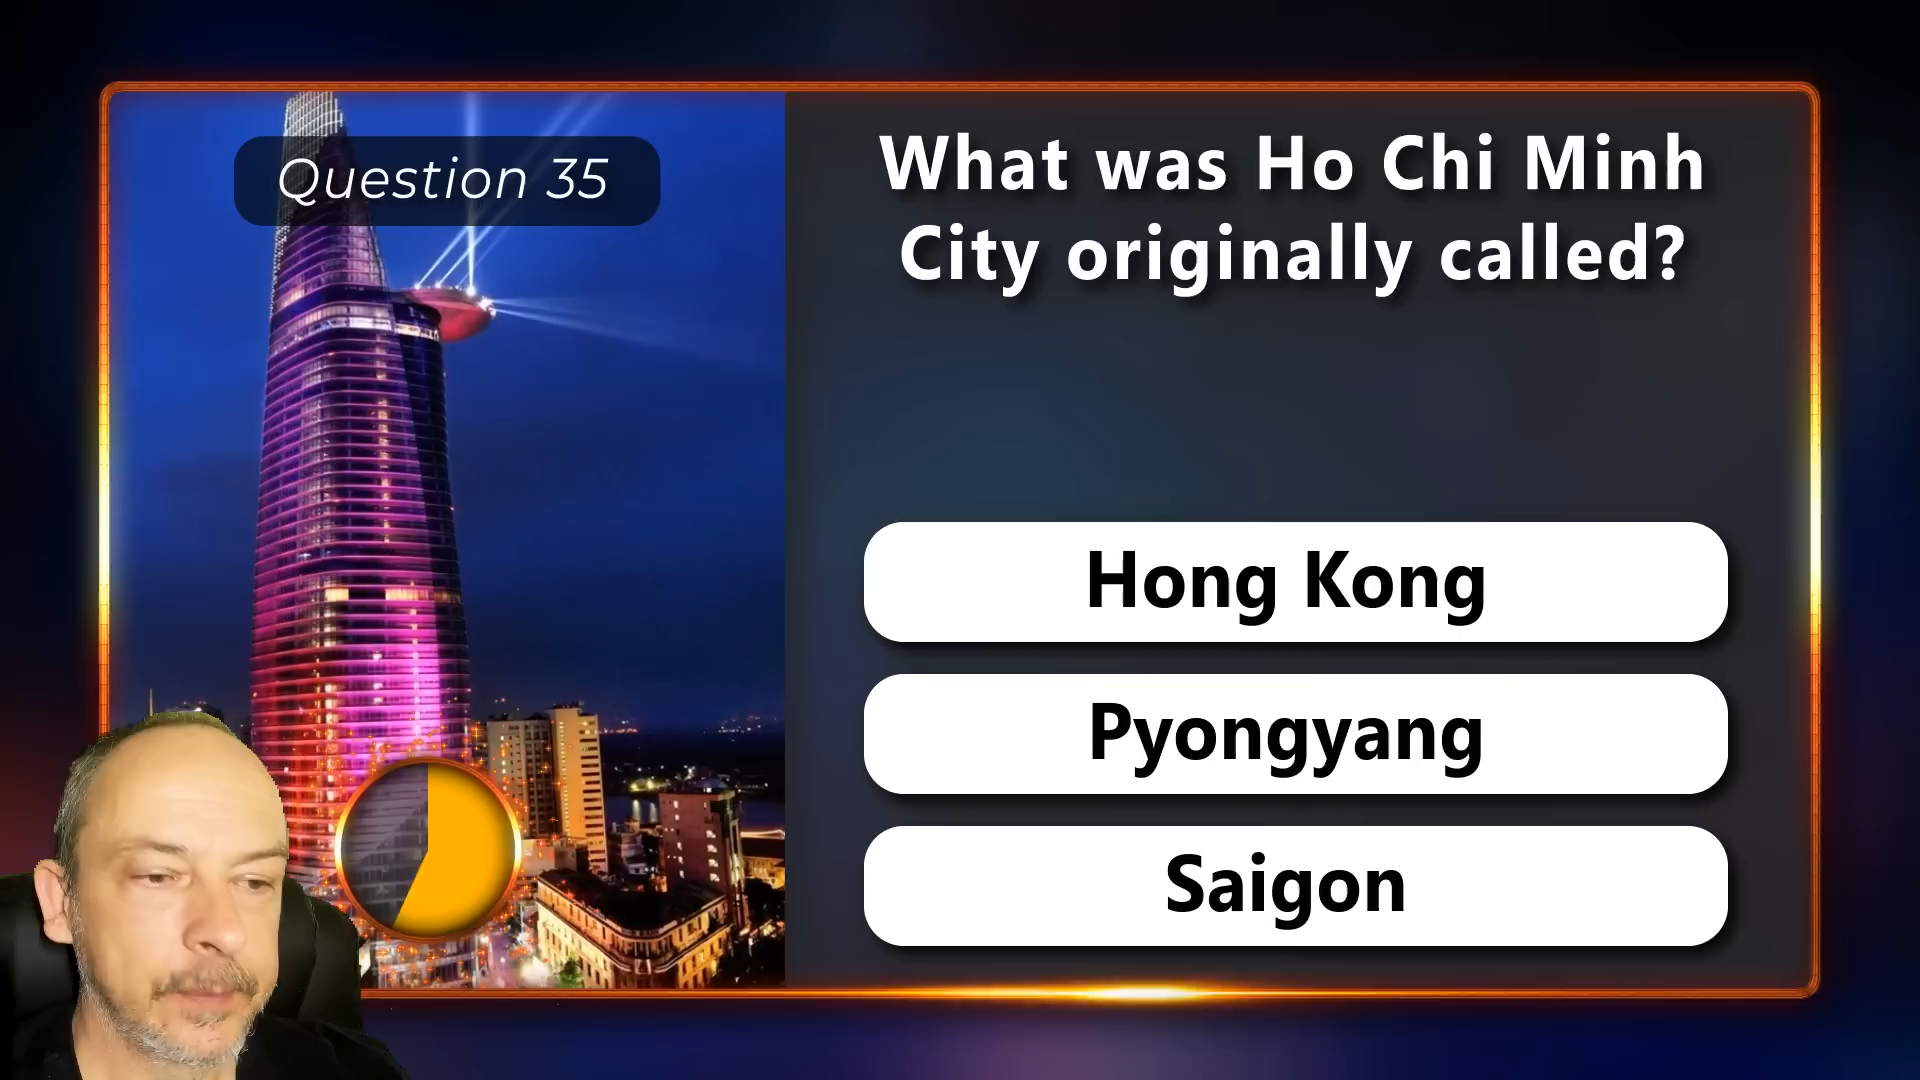 Question 35
What was Ho Chi Minh
City originally called?
Hong Kong
Pyongyang
Saigon